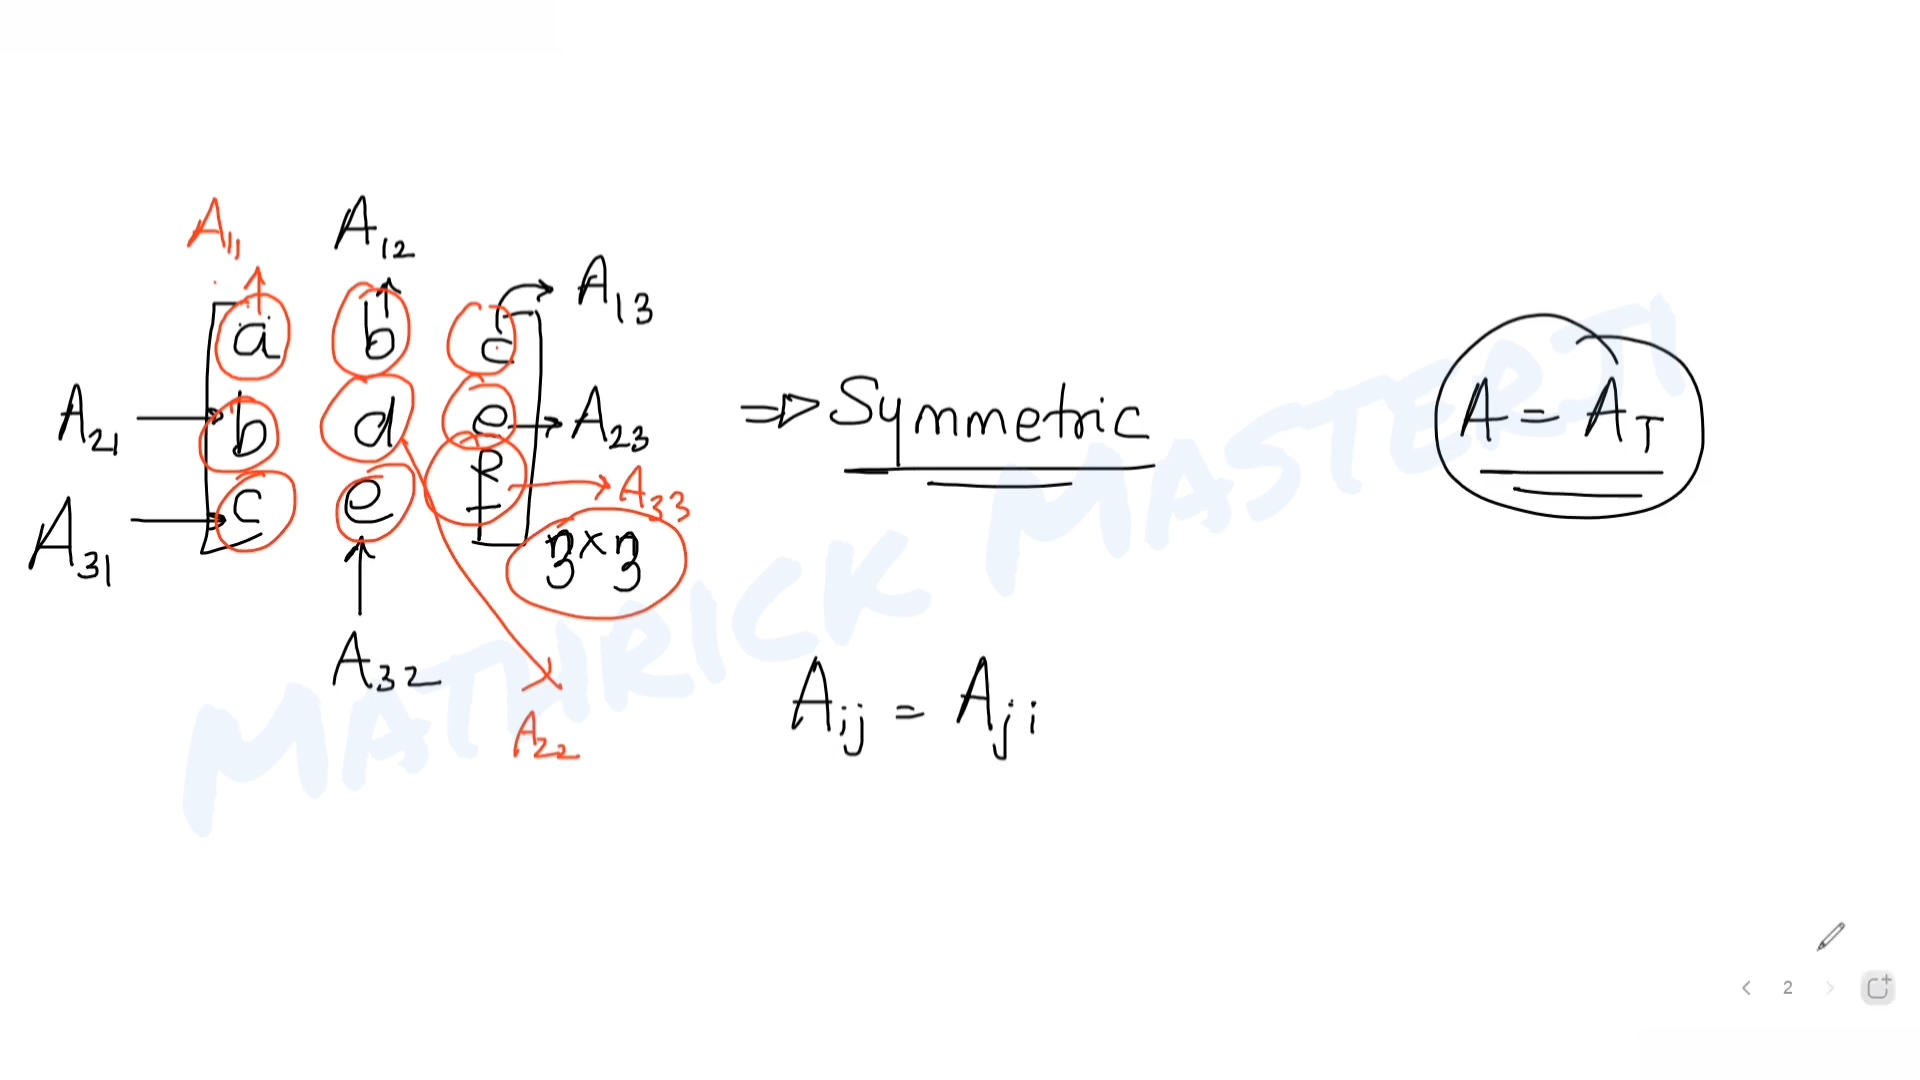 A11 A12
A13
a b c
A21 b d e A23 ⇒ Symmetric A = AT
A31 c e f A33
3×3
A32
A22
Aij = Aji
MATHRICK MASTERJI
2